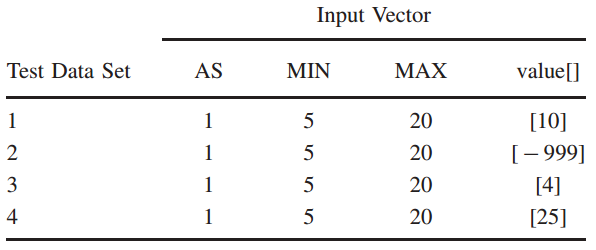 Input Vector
Test Data Set AS MIN MAX value[]
1 1 5 20 [10]
2 1 5 20 [ – 999]
3 1 5 20 [4]
4 1 5 20 [25]